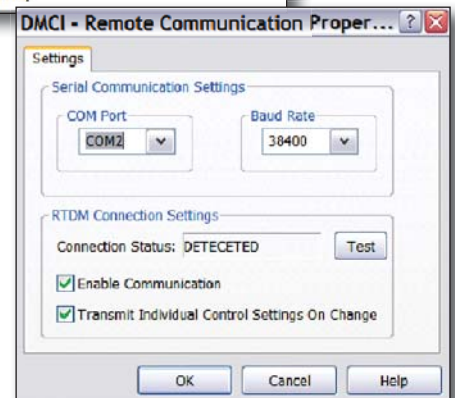 DMCI - Remote Communication Proper...
Settings
Serial Communication Settings
COM Port
Baud Rate
COM2
38400
RTDM Connection Settings
Connection Status: DETECETED
Test
Enable Communication
Transmit Individual Control Settings On Change
OK
Cancel
Help